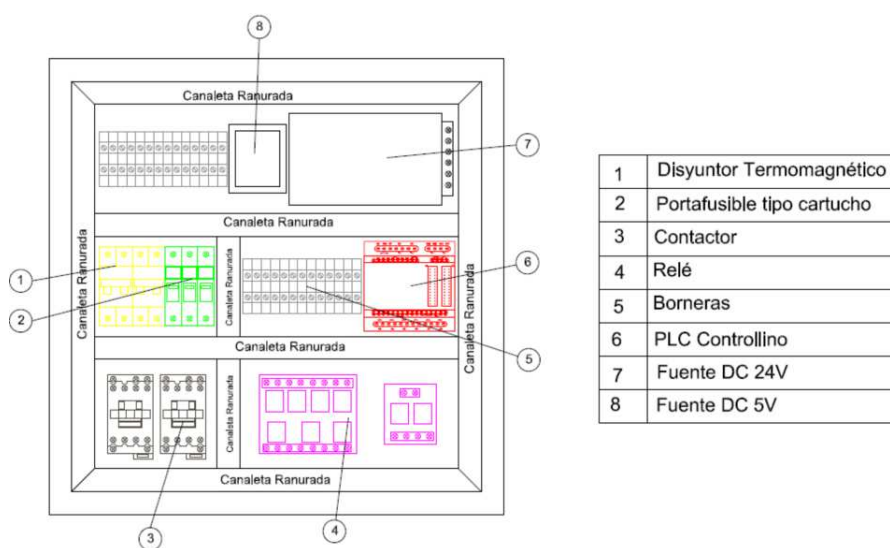 8
Canaleta Ranurada
7
Canaleta Ranurada
Canaleta Ranurada
Canaleta Ranurada
Canaleta Ranurada
1
2
6
5
Canaleta Ranurada
Canaleta Ranurada
Canaleta Ranurada
3
4
1 Disyuntor Termomagnético
2 Portafusible tipo cartucho
3 Contactor
4 Relé
5 Borneras
6 PLC Controllino
7 Fuente DC 24V
8 Fuente DC 5V